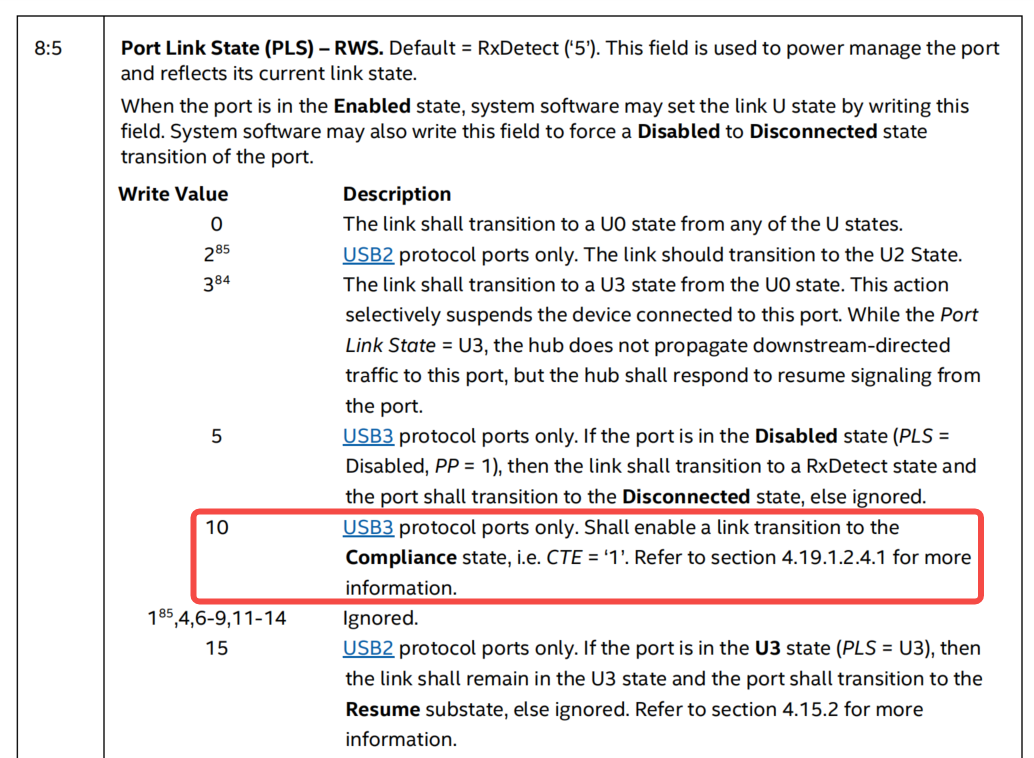 8:5
Port Link State (PLS) – RWS. Default = RxDetect (‘5’). This field is used to power manage the port
and reflects its current link state.
When the port is in the Enabled state, system software may set the link U state by writing this
field. System software may also write this field to force a Disabled to Disconnected state
transition of the port.
Write Value Description
0 The link shall transition to a U0 state from any of the U states.
2⁸⁵ USB2 protocol ports only. The link should transition to the U2 State.
3⁸⁴ The link shall transition to a U3 state from the U0 state. This action
selectively suspends the device connected to this port. While the Port
Link State = U3, the hub does not propagate downstream-directed
traffic to this port, but the hub shall respond to resume signaling from
the port.
5 USB3 protocol ports only. If the port is in the Disabled state (PLS =
Disabled, PP = 1), then the link shall transition to a RxDetect state and
the port shall transition to the Disconnected state, else ignored.
10 USB3 protocol ports only. Shall enable a link transition to the
Compliance state, i.e. CTE = ‘1’. Refer to section 4.19.1.2.4.1 for more
information.
1⁸⁵,4,6-9,11-14 Ignored.
15 USB2 protocol ports only. If the port is in the U3 state (PLS = U3), then
the link shall remain in the U3 state and the port shall transition to the
Resume substate, else ignored. Refer to section 4.15.2 for more
information.